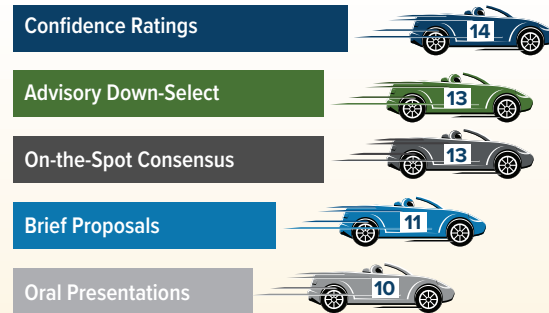 Confidence Ratings 14
Advisory Down-Select 13
On-the-Spot Consensus 13
Brief Proposals 11
Oral Presentations 10